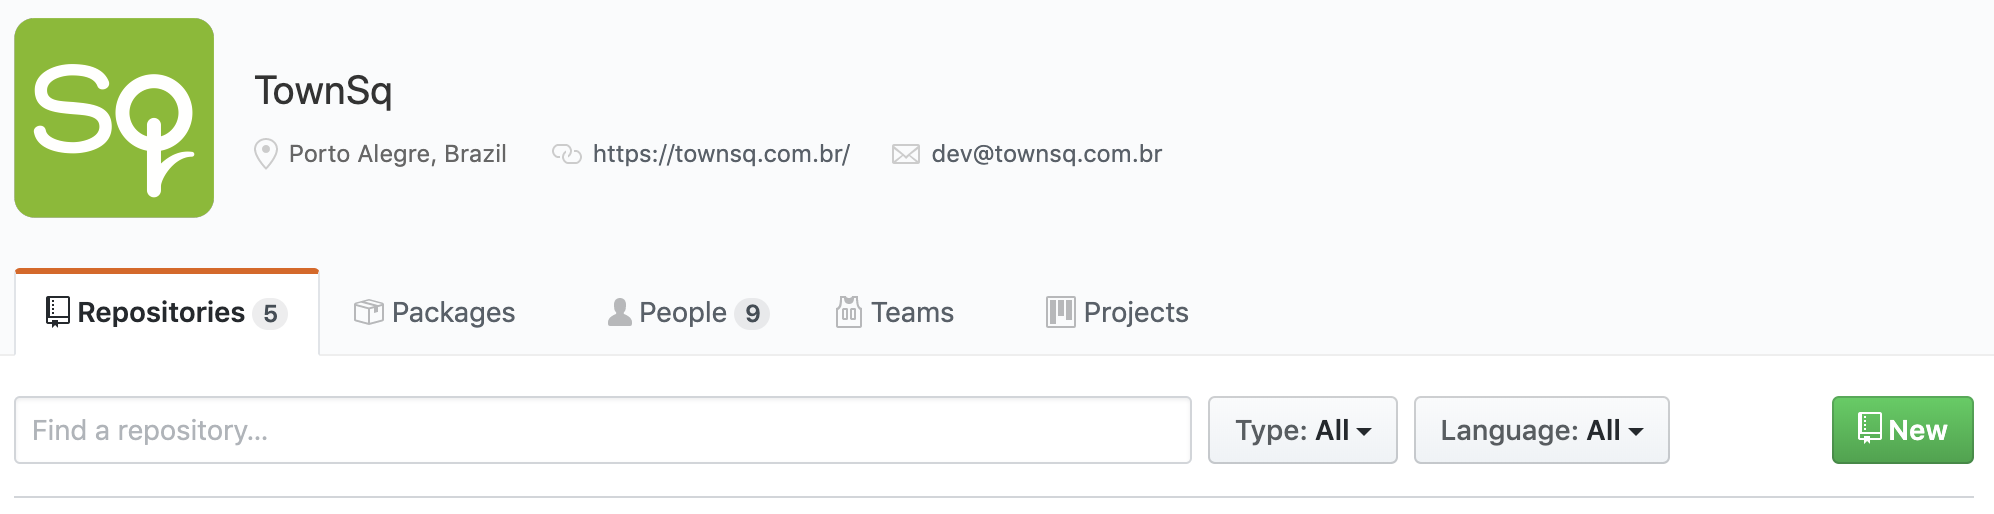 Sq
TownSq
Porto Alegre, Brazil https://townsq.com.br/ dev@townsq.com.br
Repositories 5 Packages People 9 Teams Projects
Find a repository... Type: All Language: All New